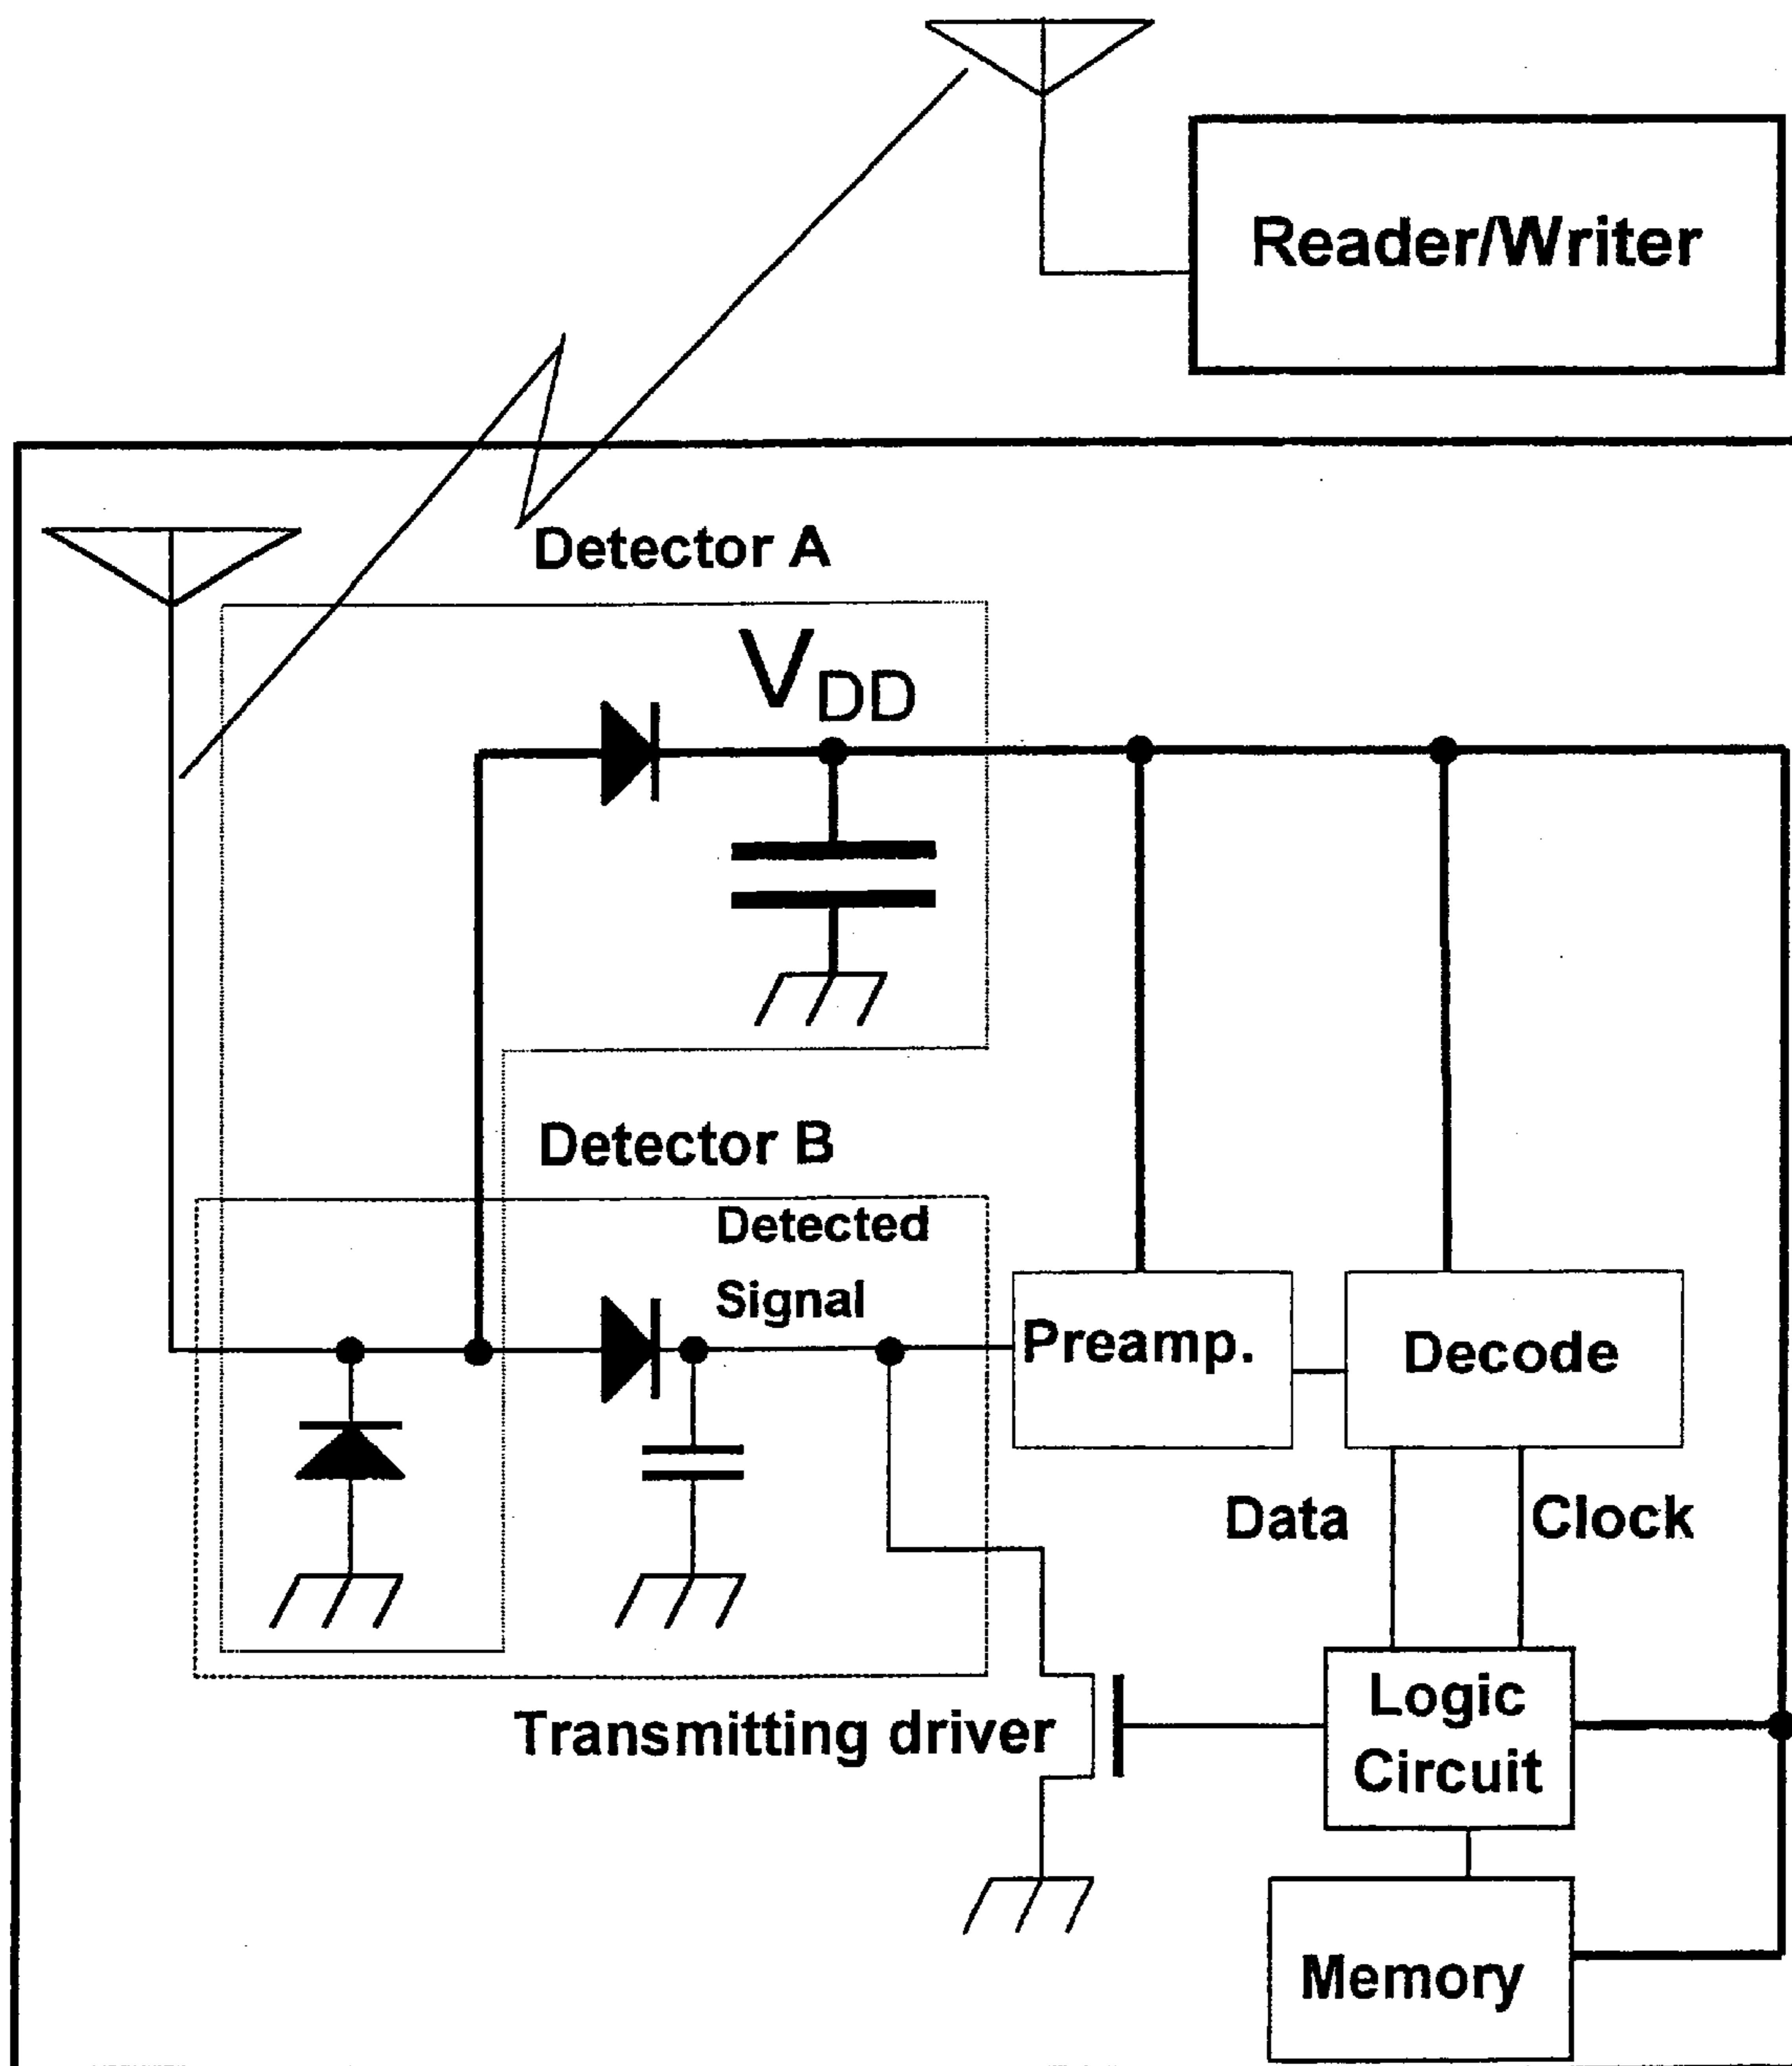 Reader/Writer
Detector A
VDD
Detector B
Detected
Signal
Preamp.
Decode
Data
Clock
Logic
Circuit
Transmitting driver
Memory